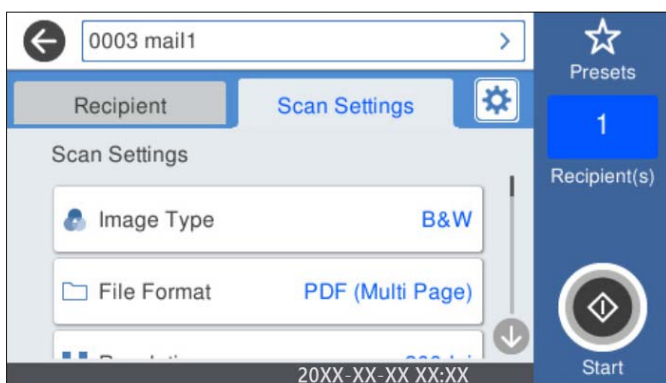 0003 mail1
Presets
Recipient
Scan Settings
1
Recipient(s)
Scan Settings
Image Type B&W
File Format PDF (Multi Page)
20XX-XX-XX XX:XX
Start